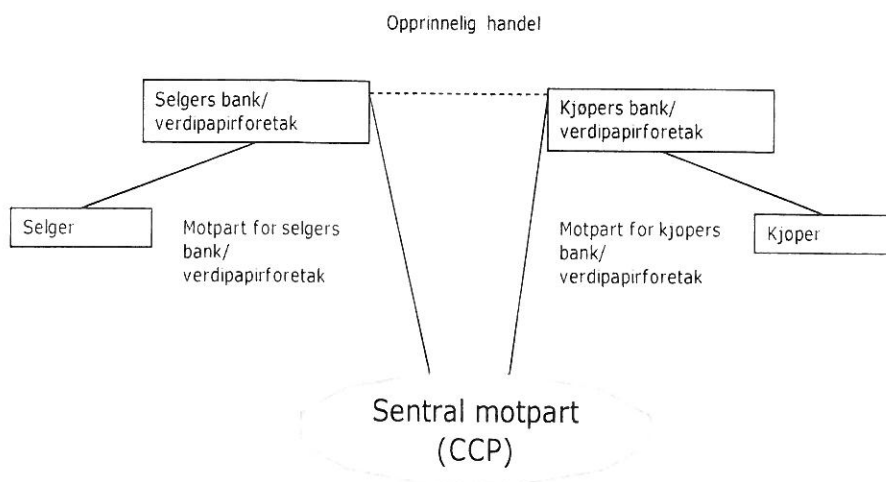 Opprinnelig handel
Selgers bank/
verdipapirforetak
Kjøpers bank/
verdipapirforetak
Selger
Motpart for selgers
bank/
verdipapirforetak
Motpart for kjøpers
bank/
verdipapirforetak
Kjøper
Sentral motpart
(CCP)